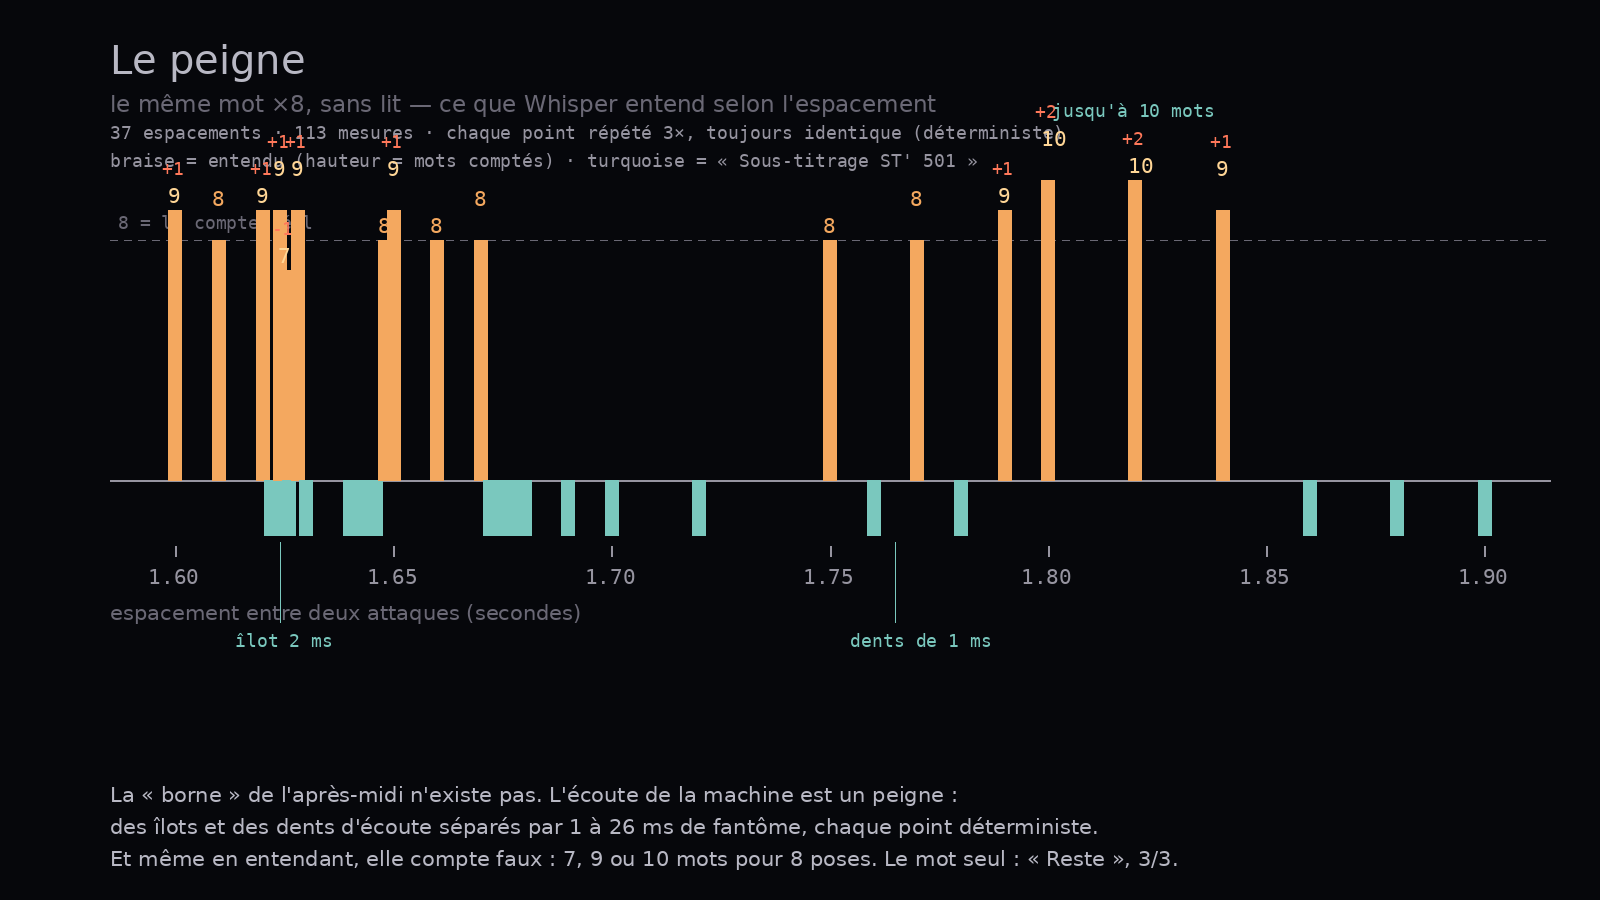 Le peigne
le même mot ×8, sans lit — ce que Whisper entend selon l'espacement
+2 jusqu'à 10 mots
37 espacements · 113 mesures · chaque point répété 3×, toujours identique (déterministe)
+1 +1 +1 10 +2 +1
braise = entendu (hauteur = mots comptés) · turquoise = « Sous-titrage ST' 501 »
+1 +1 9 9 9 +1 10 9
9 8 9 8 9 8
8 = compte
-1 8 8 8
7
1.60 1.65 1.70 1.75 1.80 1.85 1.90
espacement entre deux attaques (secondes)
îlot 2 ms dents de 1 ms
La « borne » de l'après-midi n'existe pas. L'écoute de la machine est un peigne :
des îlots et des dents d'écoute séparés par 1 à 26 ms de fantôme, chaque point déterministe.
Et même en entendant, elle compte faux : 7, 9 ou 10 mots pour 8 poses. Le mot seul : « Reste », 3/3.